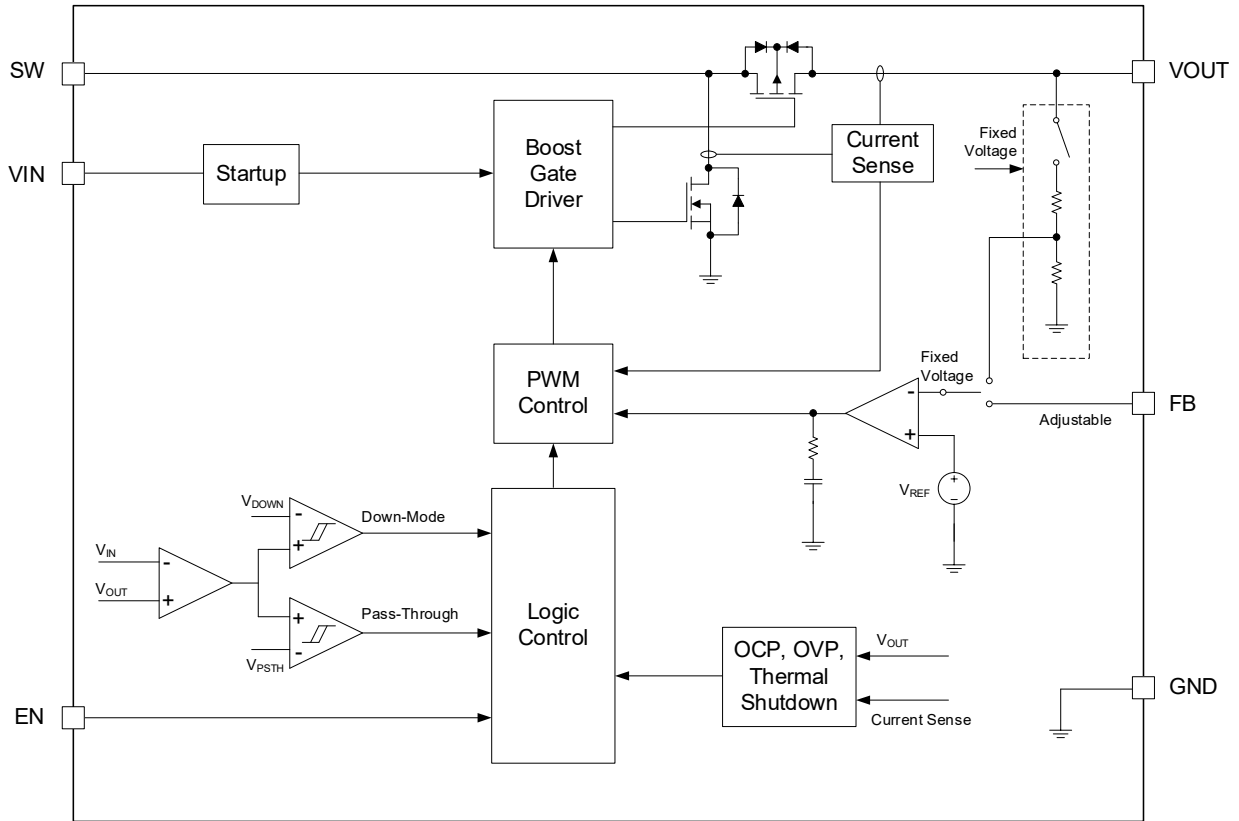 SW
VOUT
VIN
Startup
Boost
Gate
Driver
Current
Sense
Fixed
Voltage
PWM
Control
Fixed
Voltage
-
+
Adjustable
FB
VREF
+
–
VDOWN
-
+
Down-Mode
VIN
-
VOUT
+
+
-
VPSTH
Pass-Through
Logic
Control
OCP, OVP,
Thermal
Shutdown
VOUT
Current Sense
EN
GND